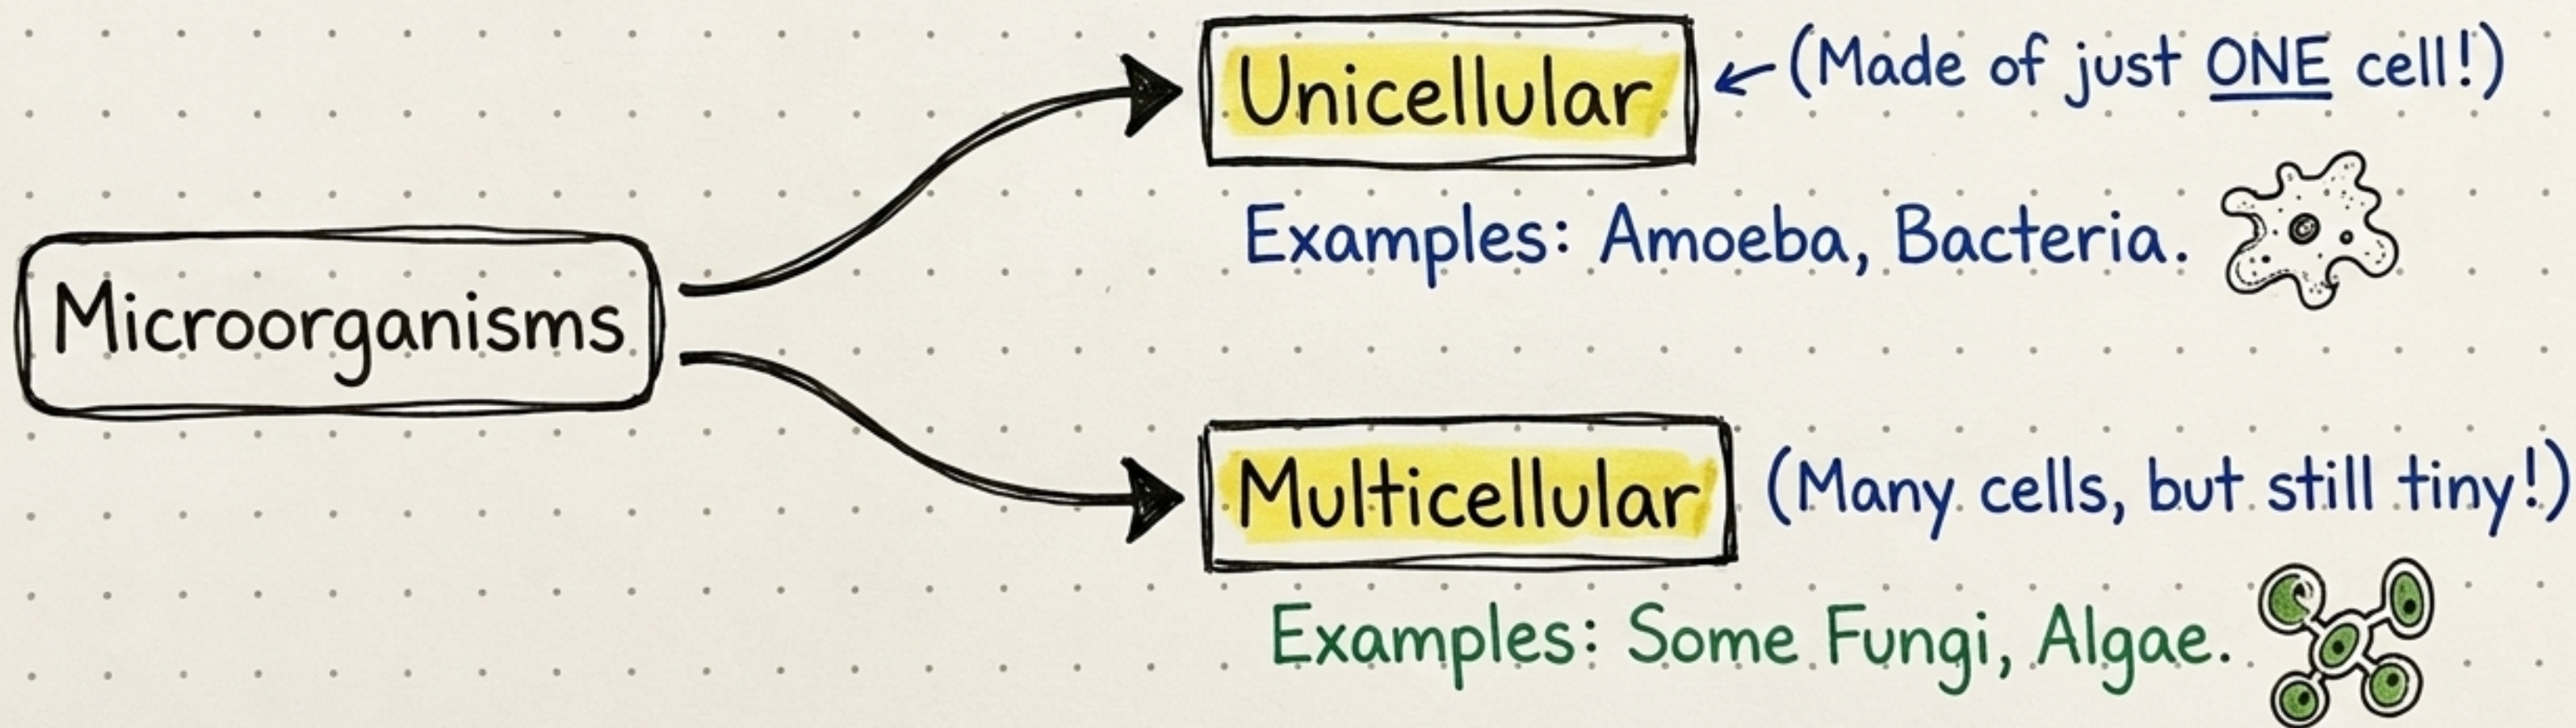 Unicellular
(Made of just ONE cell!)
Examples: Amoeba, Bacteria.
Microorganisms
Multicellular
(Many cells, but still tiny!)
Examples: Some Fungi, Algae.